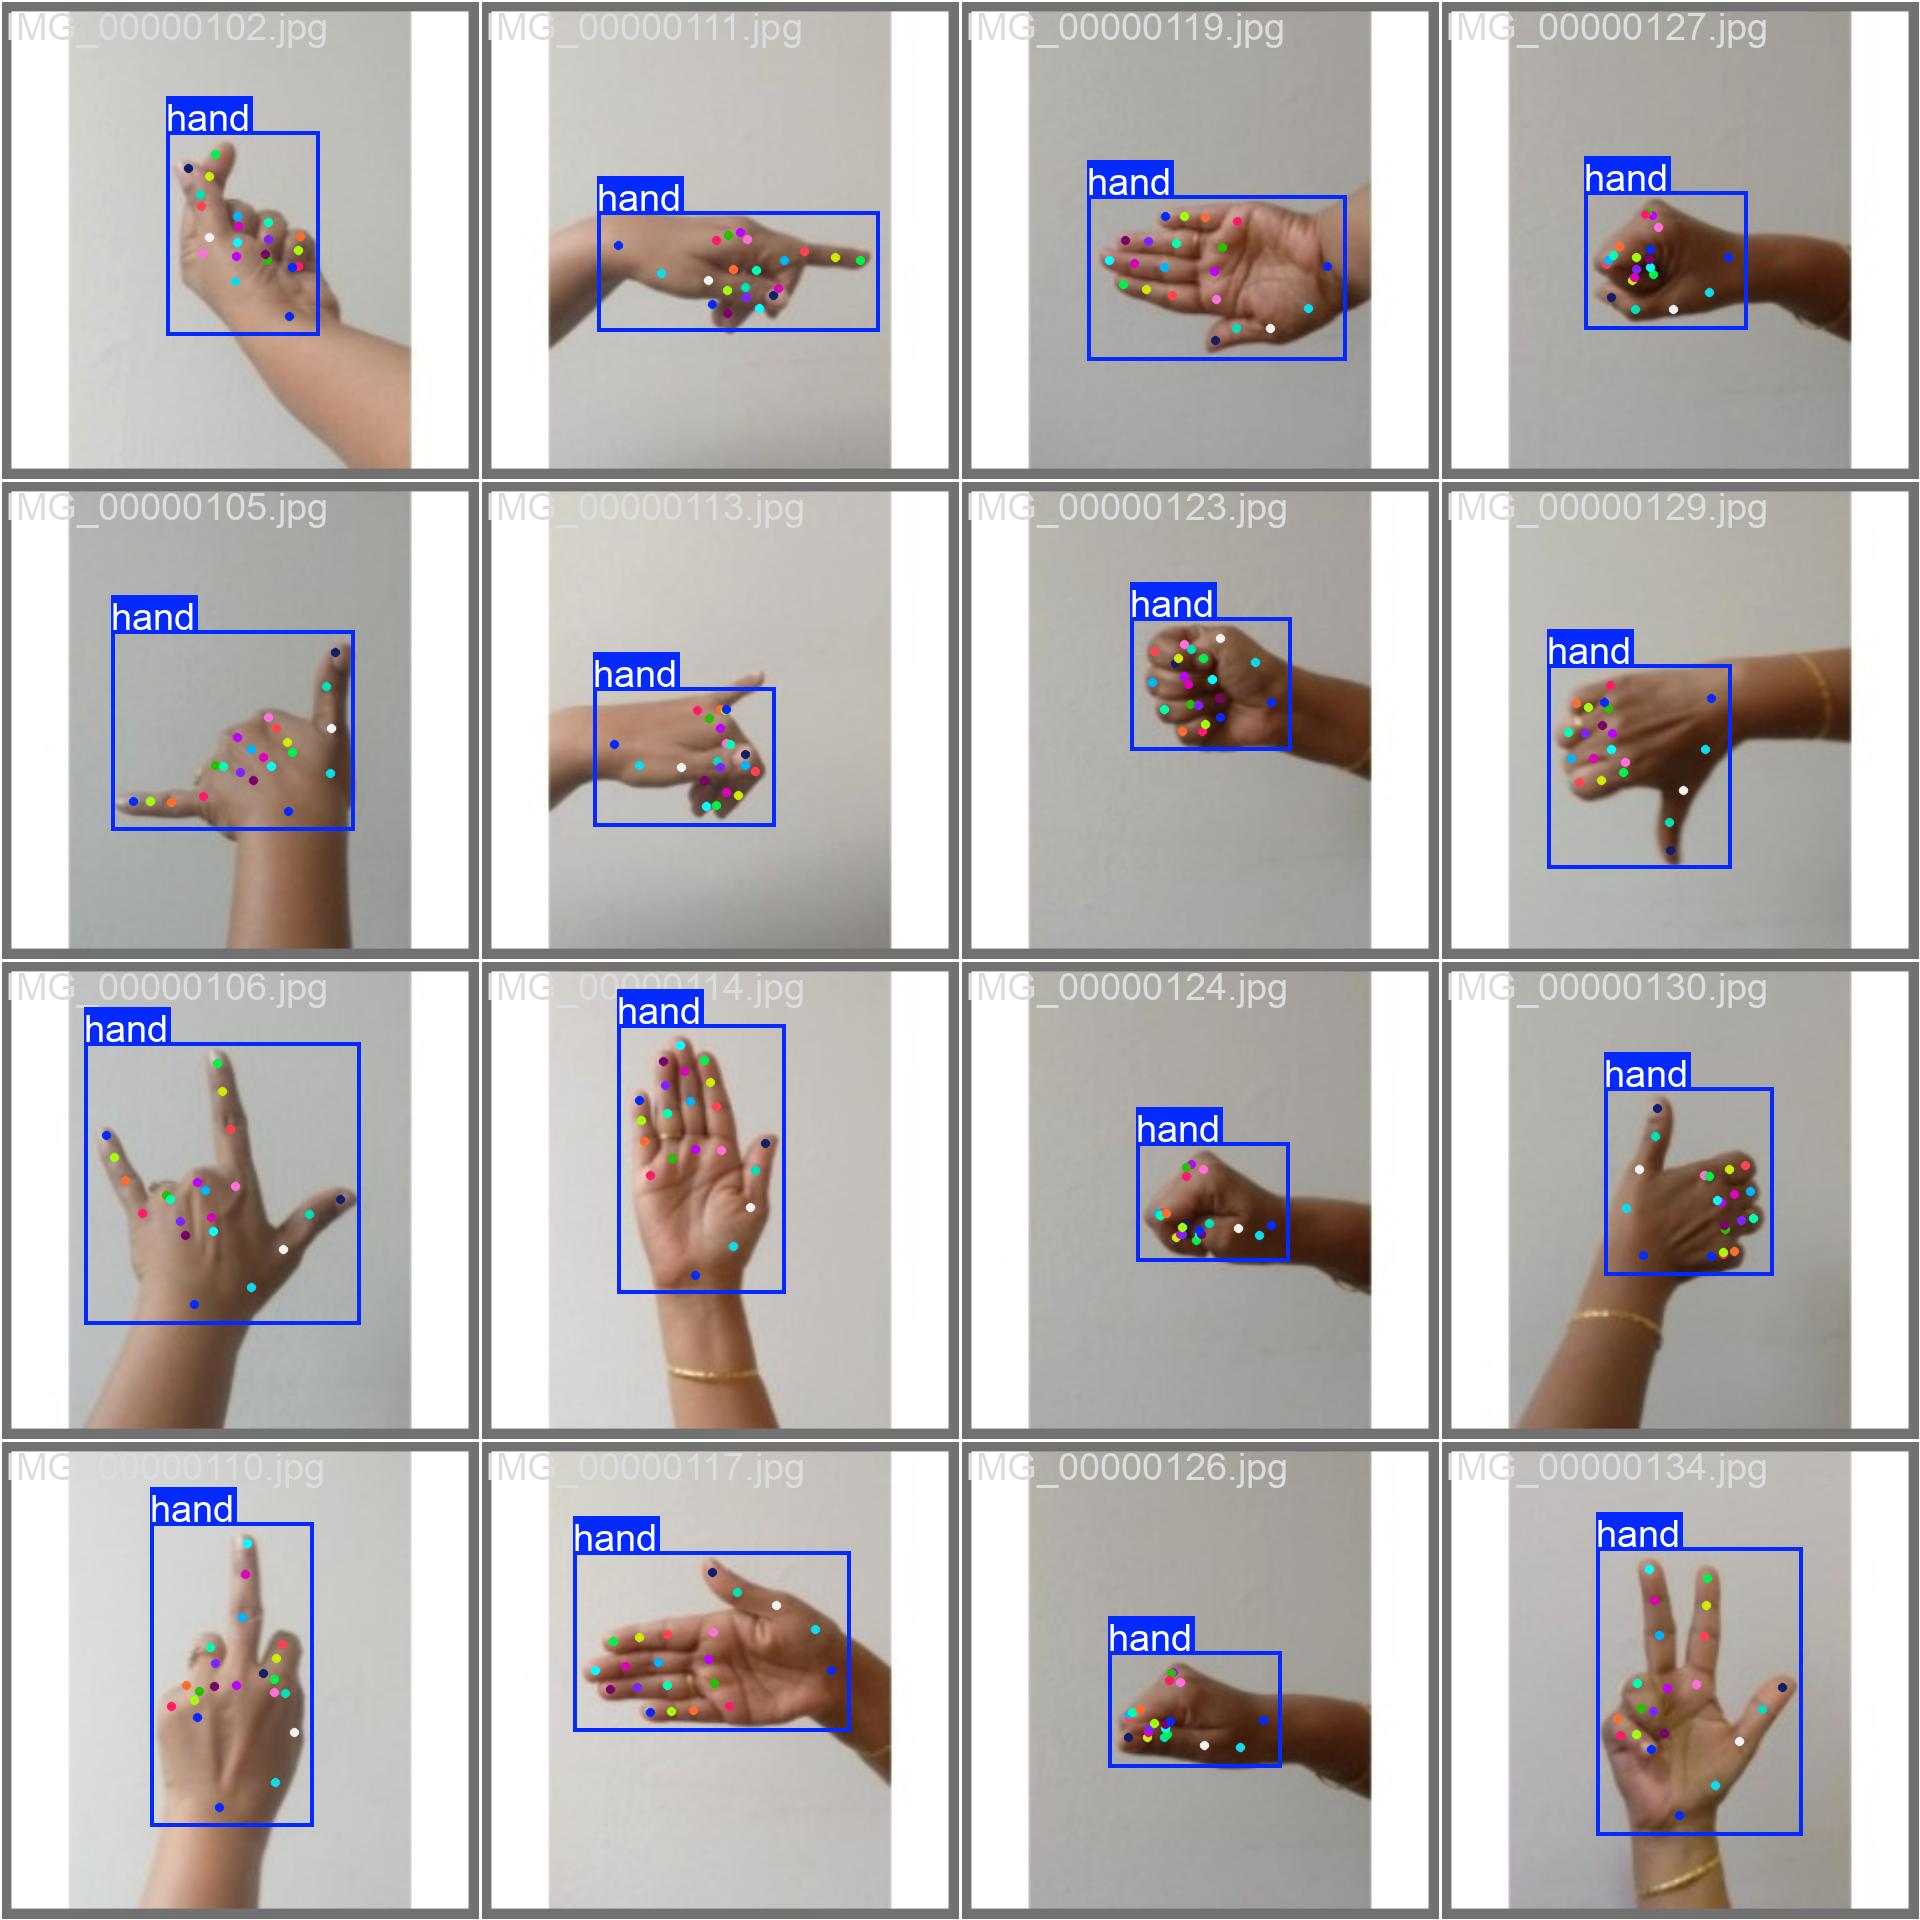 IMG_00000102.jpg
hand
IMG_00000111.jpg
hand
IMG_00000119.jpg
hand
IMG_00000127.jpg
hand
IMG_00000105.jpg
hand
IMG_00000113.jpg
hand
IMG_00000123.jpg
hand
IMG_00000129.jpg
hand
IMG_00000106.jpg
hand
IMG_00000114.jpg
hand
IMG_00000124.jpg
hand
IMG_00000130.jpg
hand
IMG_00000110.jpg
hand
IMG_00000117.jpg
hand
IMG_00000126.jpg
hand
IMG_00000134.jpg
hand